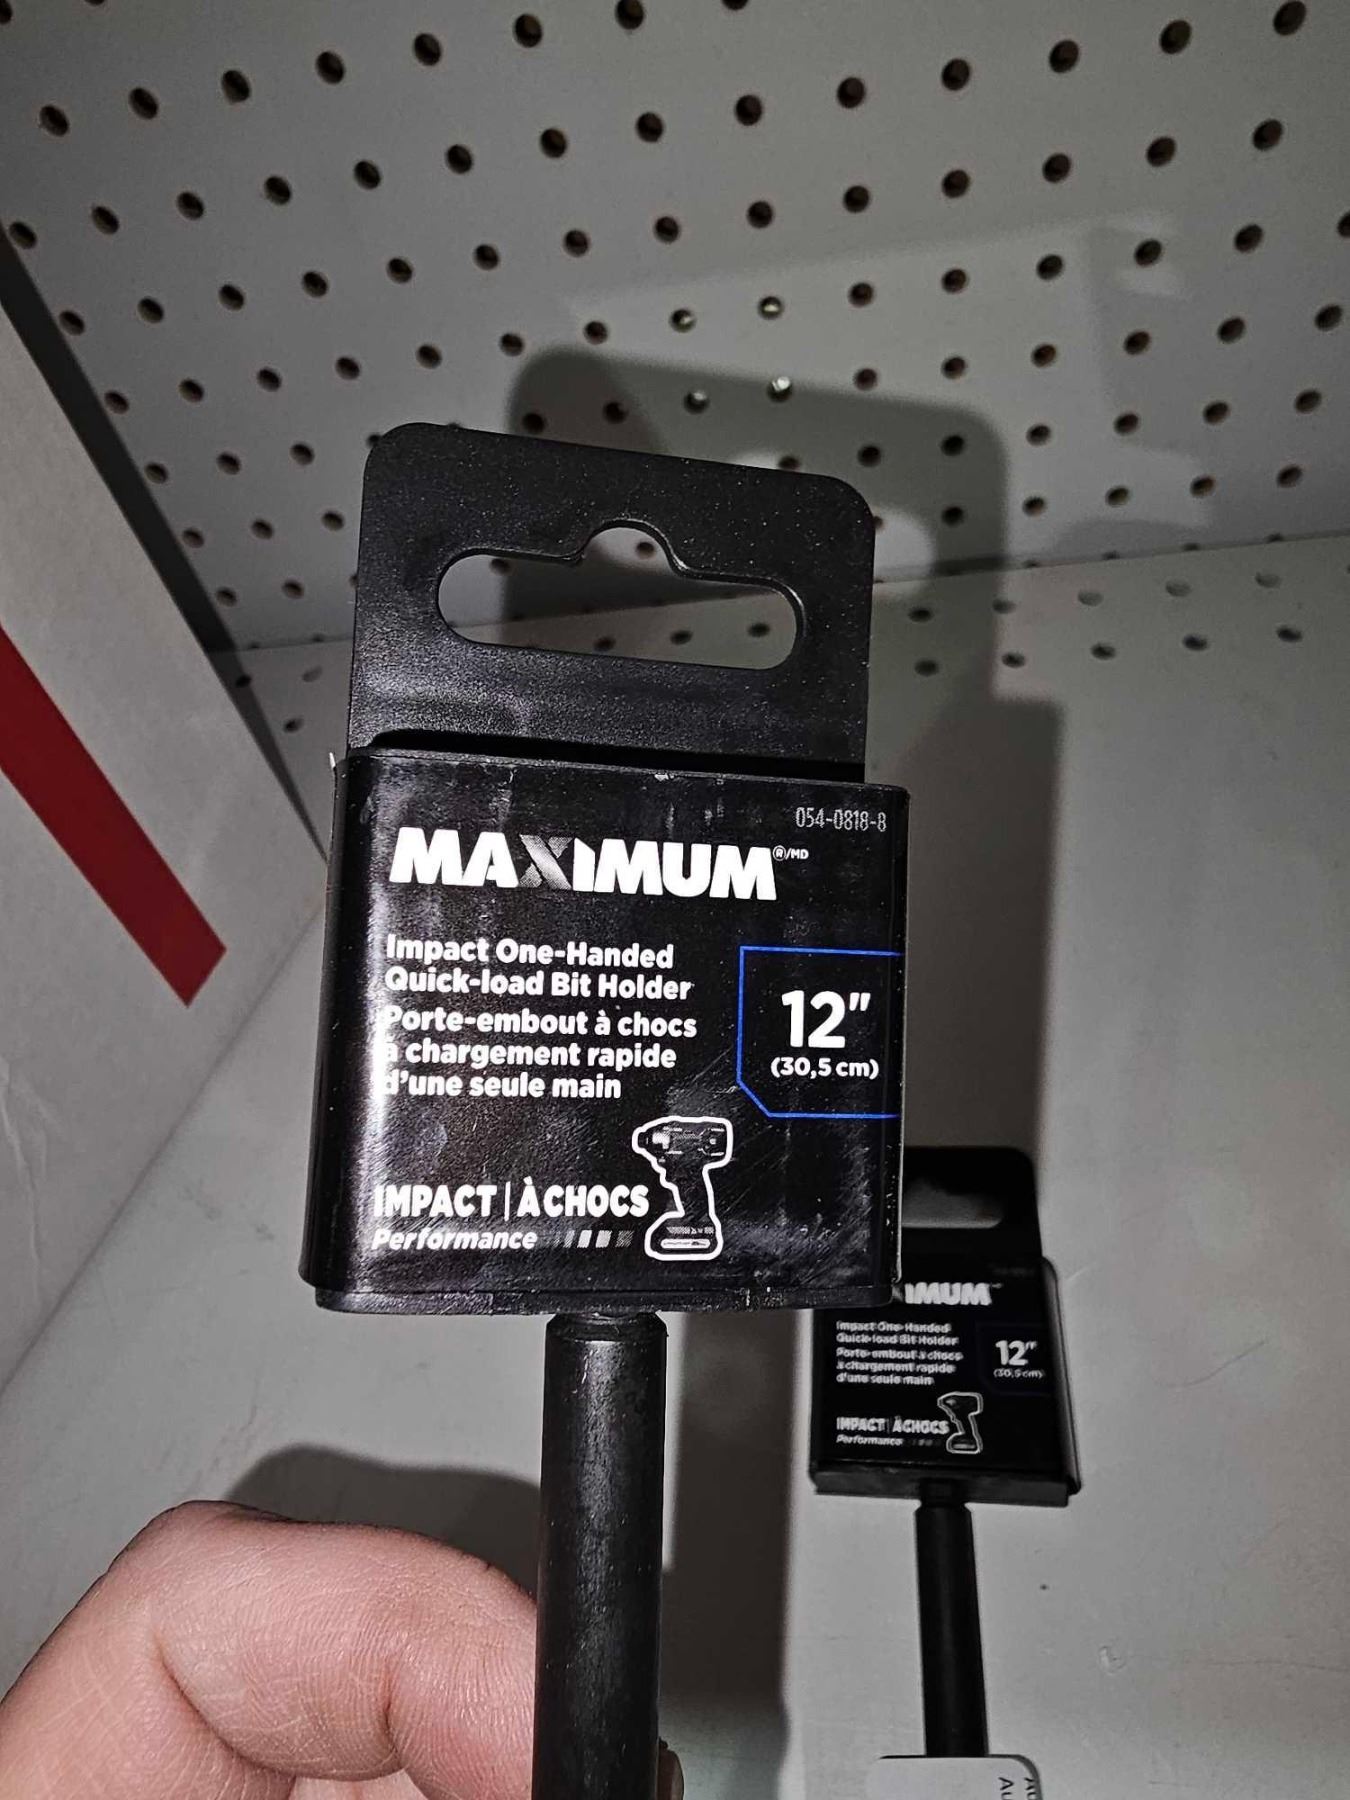 054-0818-8
MAXIMUM®/MD
Impact One-Handed
Quick-load Bit Holder
Porte-embout à chocs
à chargement rapide
d'une seule main
12"
(30,5 cm)
IMPACT | À CHOCS
Performance
IMUM
Impact One-Handed
Quick-load Bit Holder
Porte-embout à chocs
à chargement rapide
d'une seule main
12"
(30,5 cm)
IMPACT | À CHOCS
Performance